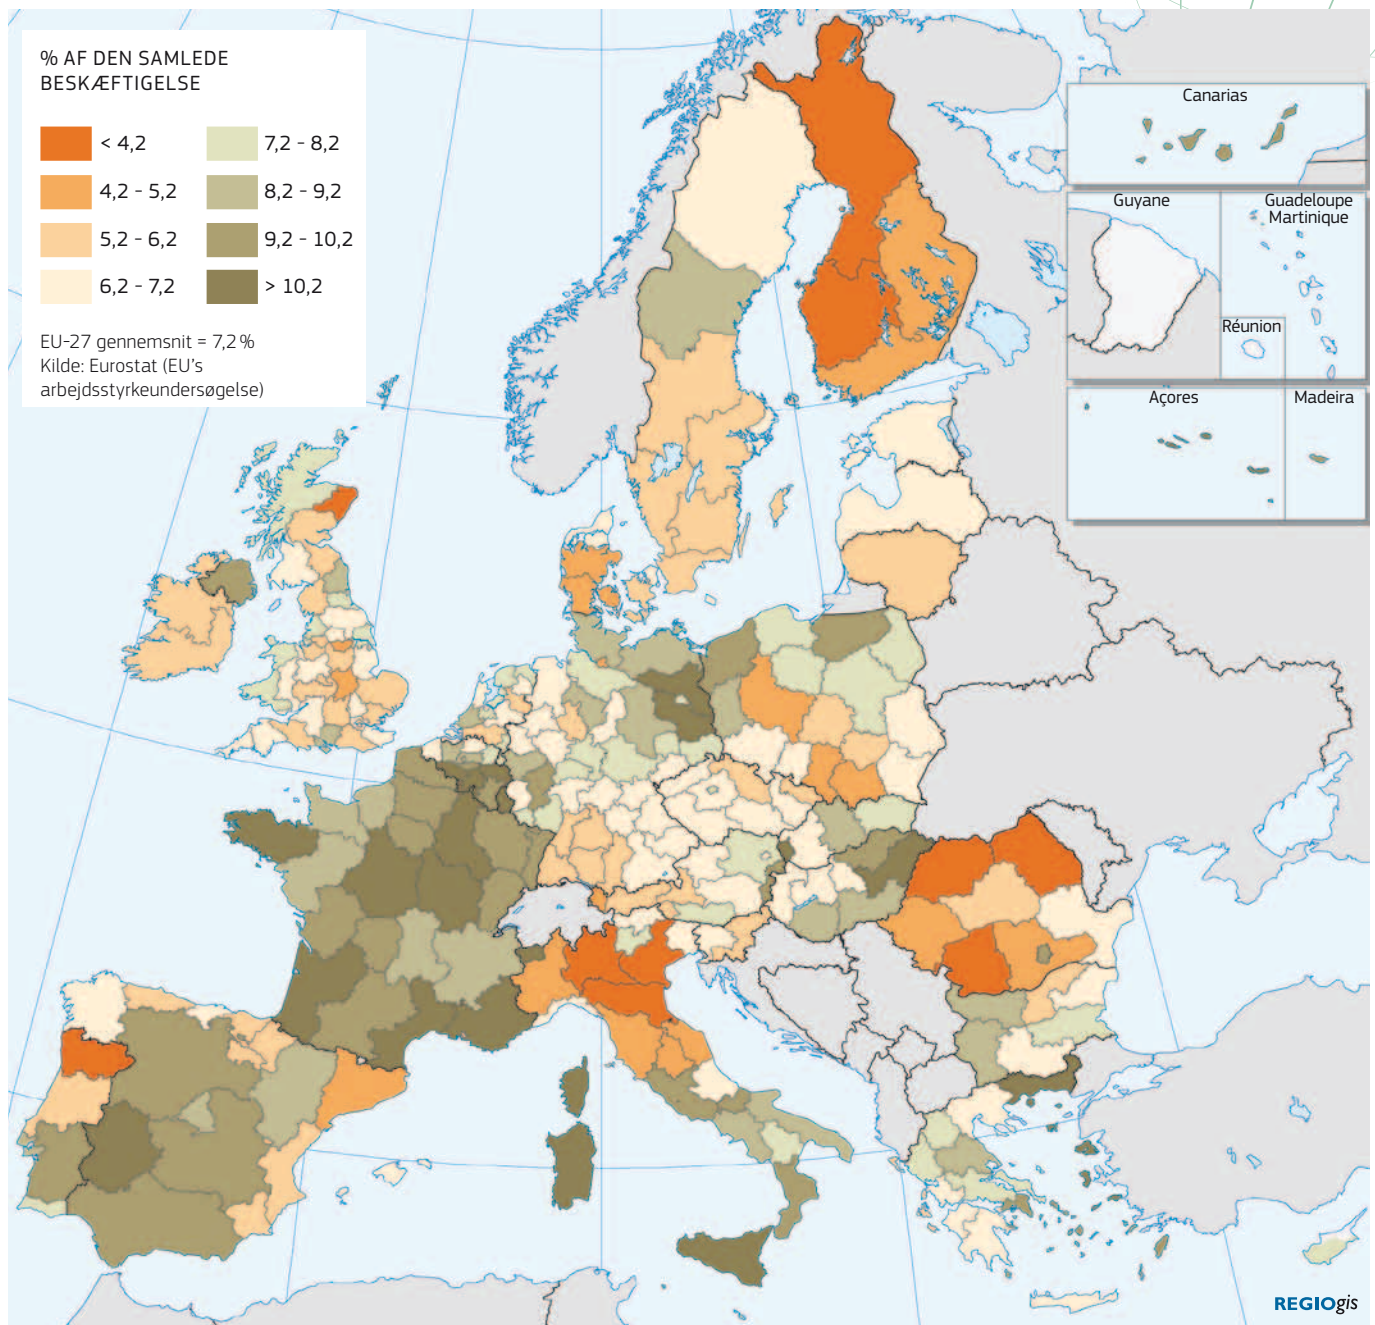 % AF DEN SAMLEDE
BESKÆFTIGELSE
< 4,2
4,2 - 5,2
5,2 - 6,2
6,2 - 7,2
7,2 - 8,2
8,2 - 9,2
9,2 - 10,2
> 10,2
EU-27 gennemsnit = 7,2 %
Kilde: Eurostat (EU's
arbejdsstyrkeundersøgelse)
Canarias
Guyane
Guadeloupe
Martinique
Réunion
Açores
Madeira
REGIOgis